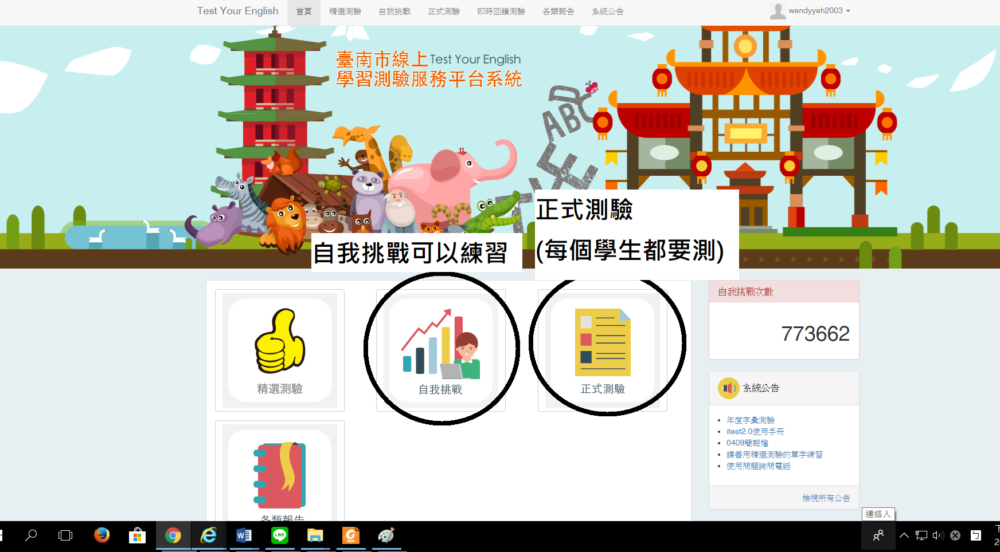 Test Your English
首頁
精選測驗
自我挑戰
正式測驗
即時回饋測驗
各類報告
系統公告
wendyyeh2003
臺南市線上 Test Your English
學習測驗服務平台系統
ABC
正式測驗
(每個學生都要測)
自我挑戰可以練習
精選測驗
自我挑戰
正式測驗
各類報告
自我挑戰次數
773662
系統公告
年度字彙測驗
itest2.0使用手冊
0409簡報檔
請善用精選測驗的單字練習
使用問題詢問電話
檢視所有公告
連絡人
W
LINE
PDF
ㄅ